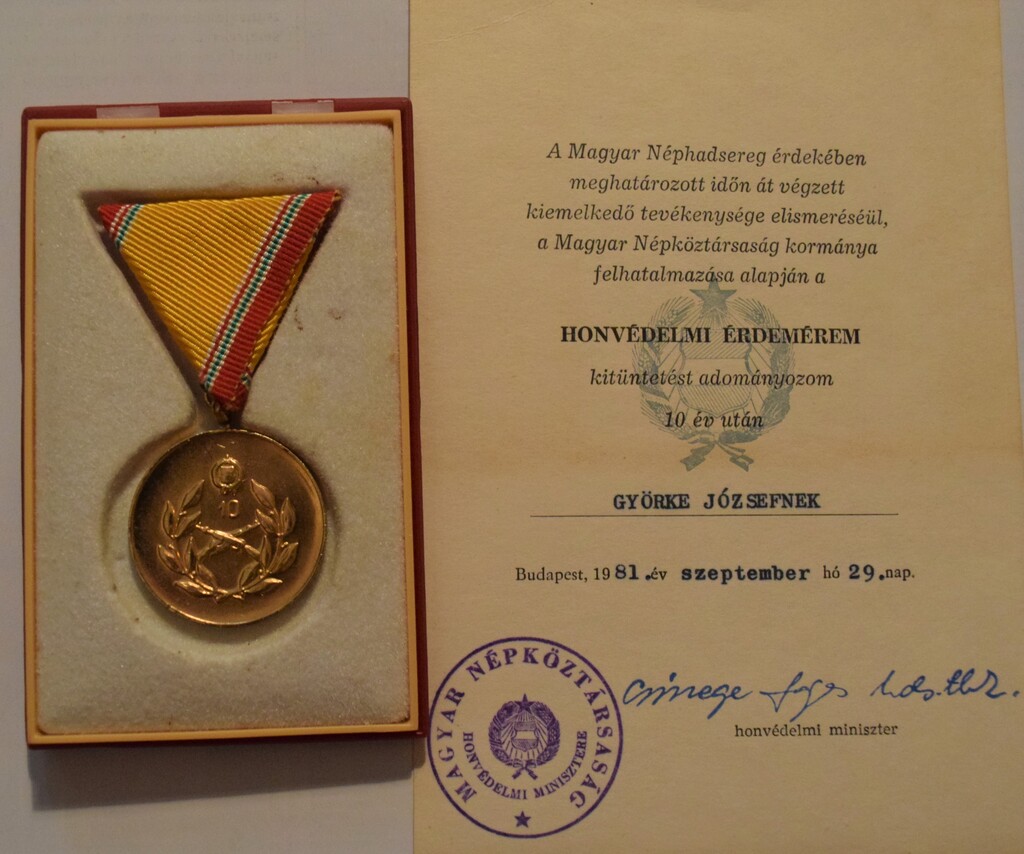 10
A Magyar Néphadsereg érdekében
meghatározott időn át végzett
kiemelkedő tevékenysége elismeréséül,
a Magyar Népköztársaság kormánya
felhatalmazása alapján a
HONVÉDELMI ÉRDEMÉREM
kitüntetést adományozom
10 év után
GYÖRKE JÓZSEFNEK
Budapest, 1981.év szeptember hó 29.nap.
honvédelmi miniszter
MAGYAR NÉPKÖZTÁRSASÁG
HONVÉDELMI MINISZTERE